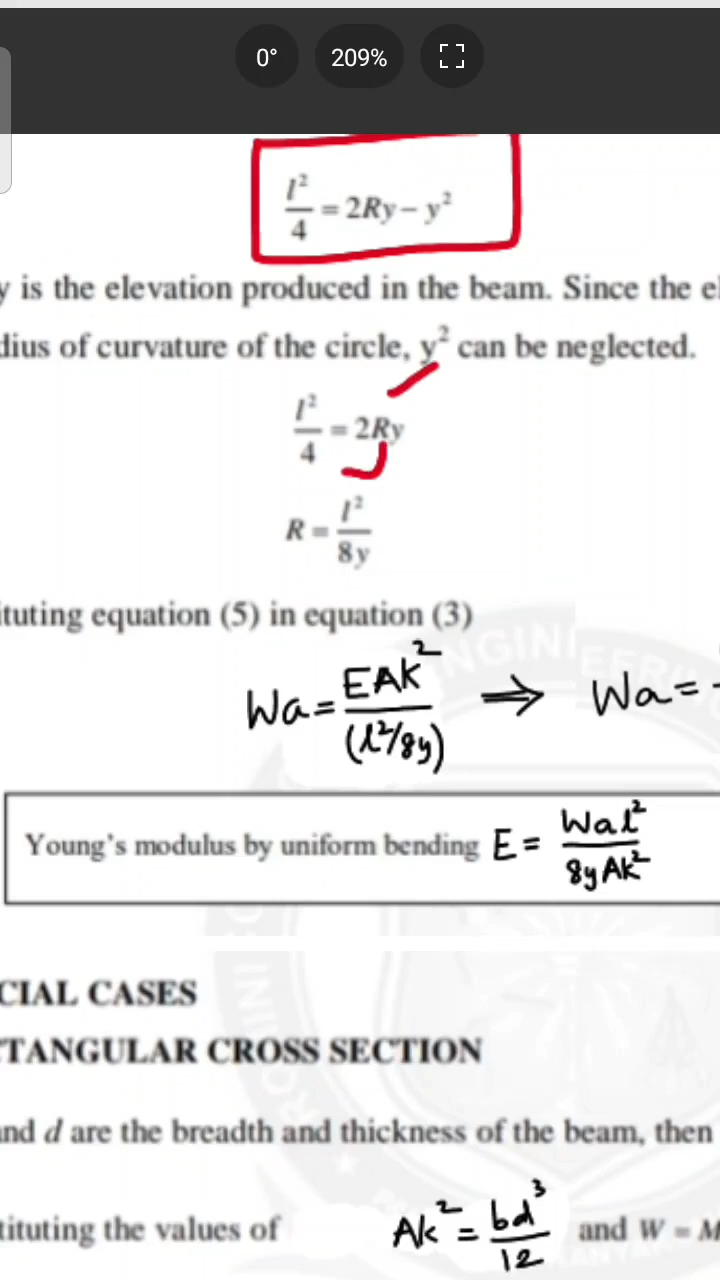 0° 209%
l²/4 = 2Ry – y²
y is the elevation produced in the beam. Since the
dius of curvature of the circle, y² can be neglected.
l²/4 = 2Ry
R = l²/8y
tuting equation (5) in equation (3)
Wa = EAk²/(l²/8y) ⇒ Wa =
Young's modulus by uniform bending E = Wal²/8yAk²
CIAL CASES
TANGULAR CROSS SECTION
nd d are the breadth and thickness of the beam, then
tituting the values of Ak² = bd³/12 and W = M